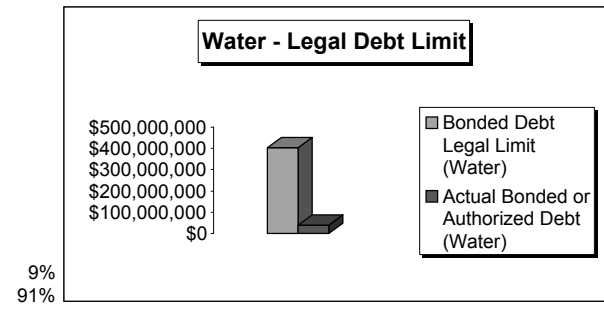 Water - Legal Debt Limit
$500,000,000
$400,000,000
$300,000,000
$200,000,000
$100,000,000
$0
Bonded Debt
Legal Limit
(Water)
Actual Bonded or
Authorized Debt
(Water)
9%
91%